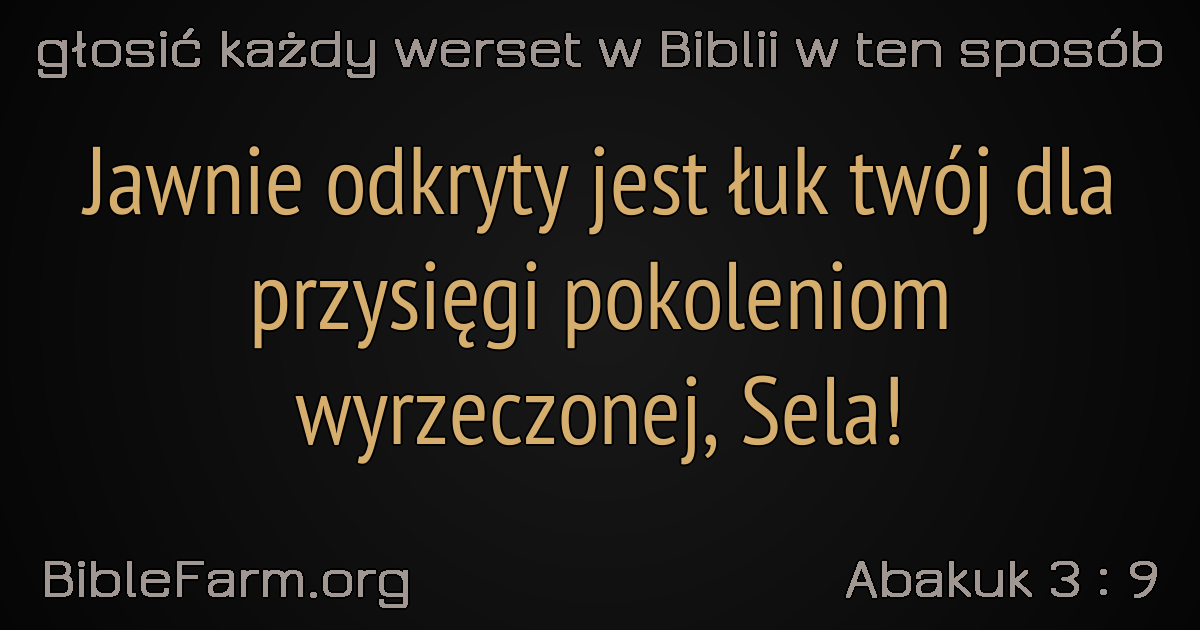 głosić każdy werset w Biblii w ten sposób
Jawnie odkryty jest łuk twój dla
przysięgi pokoleniom
wyrzeczonej, Sela!
BibleFarm.org
Abakuk 3 : 9